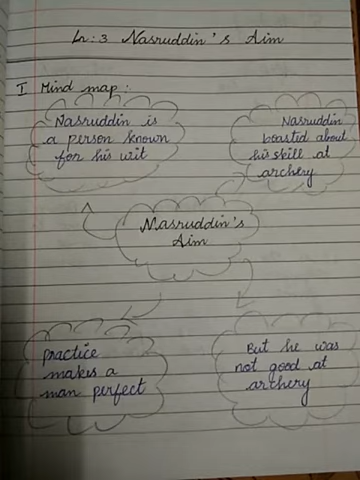 Ln: 3 Nasruddin's Aim
I Mind map:
Nasruddin is
a person known
for his wit
Nasruddin
boasted about
his skill at
archery
Nasruddin's
Aim
practice
makes a
man perfect
But he was
not good at
archery